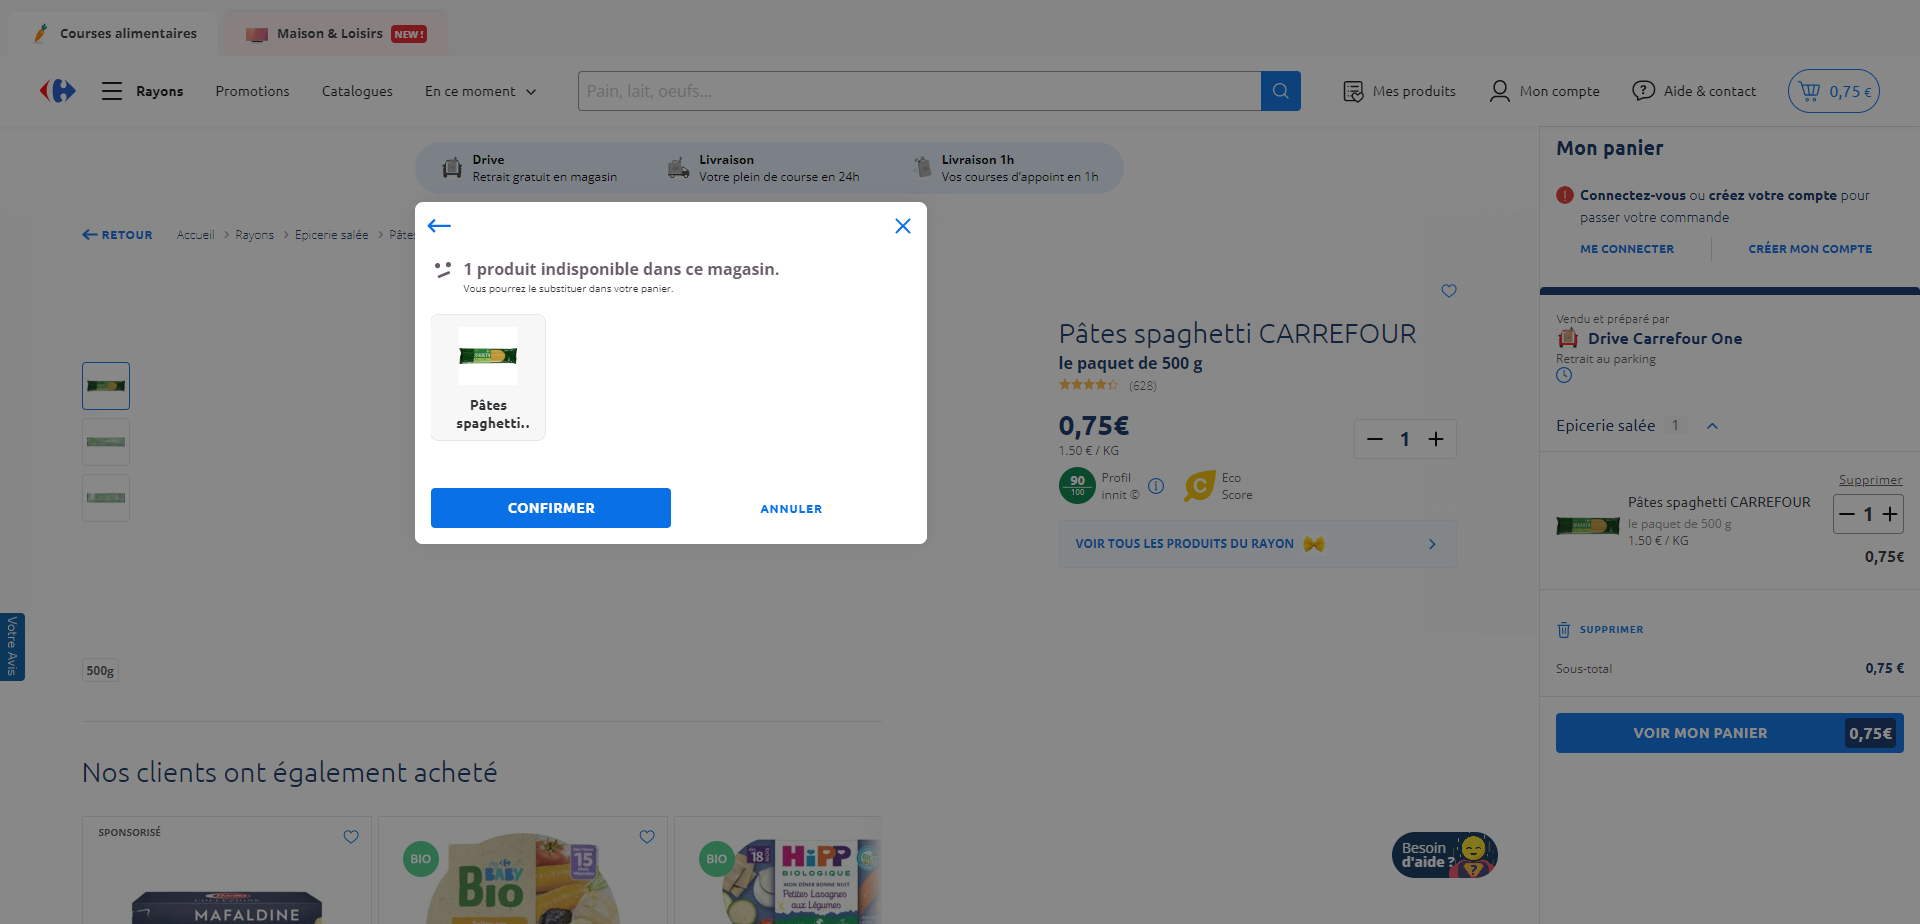 Courses alimentaires
Maison & Loisirs NEW !
Rayons
Promotions
Catalogues
En ce moment
Pain, lait, oeufs...
Mes produits
Mon compte
Aide & contact
0,75 €
Drive
Retrait gratuit en magasin
Livraison
Votre plein de course en 24h
Livraison 1h
Vos courses d'appoint en 1h
RETOUR
Accueil
Rayons
Epicerie salée
Pâte
1 produit indisponible dans ce magasin.
Vous pourrez le substituer dans votre panier.
Pâtes
spaghetti..
CONFIRMER
ANNULER
Pâtes spaghetti CARREFOUR
le paquet de 500 g
(628)
0,75€
1.50 € / KG
1
90
100
Profil
innit ©
C
Eco
Score
VOIR TOUS LES PRODUITS DU RAYON
Mon panier
Connectez-vous ou créez votre compte pour
passer votre commande
ME CONNECTER
CRÉER MON COMPTE
Vendu et préparé par
Drive Carrefour One
Retrait au parking
Epicerie salée 1
Supprimer
Pâtes spaghetti CARREFOUR
le paquet de 500 g
1.50 € / KG
1
0,75€
SUPPRIMER
Sous-total
0,75 €
VOIR MON PANIER
0,75€
Votre Avis
500g
Nos clients ont également acheté
SPONSORISÉ
MAFALDINE
BIO
BABY
Bio
15
BIO
18
HiPP
BIOLOGIQUE
MON DÎNER BONNE NUIT
Petites Lasagnes
aux Légumes
Besoin
d'aide ?